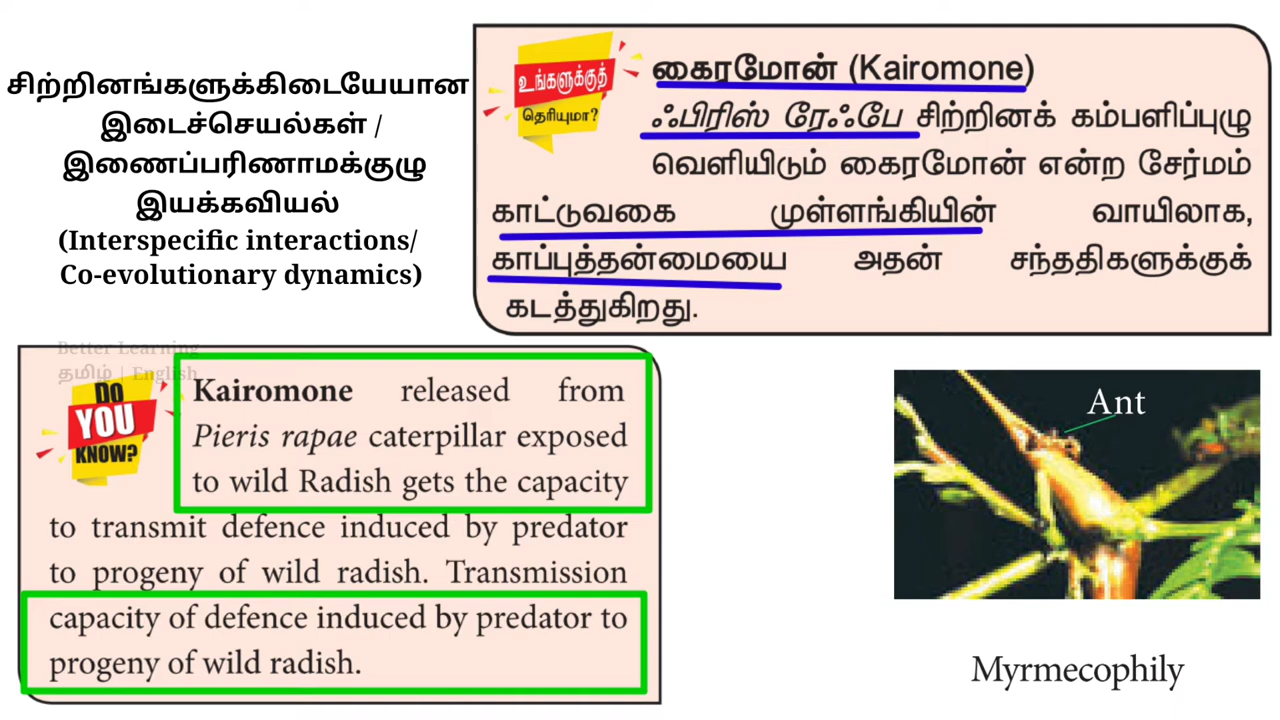 சிற்றினங்களுக்கிடையேயான
இடைச்செயல்கள் /
இணைப்பரிணாமக்குழு
இயக்கவியல்
(Interspecific interactions/
Co-evolutionary dynamics)
உங்களுக்குத்
தெரியுமா?
கைரமோன் (Kairomone)
ஃபிரிஸ் ரேஃபே சிற்றினக் கம்பளிப்புழு
வெளியிடும் கைரமோன் என்ற சேர்மம்
காட்டுவகை முள்ளங்கியின் வாயிலாக,
காப்புத்தன்மையை அதன் சந்ததிகளுக்குக்
கடத்துகிறது.
Better Learning
தமிழ் | English
DO
YOU
KNOW?
Kairomone released from
Pieris rapae caterpillar exposed
to wild Radish gets the capacity
to transmit defence induced by predator
to progeny of wild radish. Transmission
capacity of defence induced by predator to
progeny of wild radish.
Ant
Myrmecophily